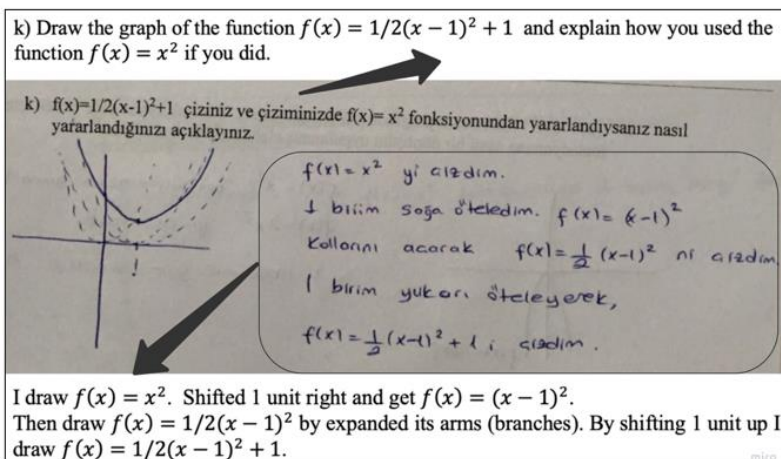 k) Draw the graph of the function f(x) = 1/2(x − 1)² + 1 and explain how you used the
function f(x) = x² if you did.
k) f(x)=1/2(x-1)²+1 çiziniz ve çiziminizde f(x)= x² fonksiyonundan yararlandıysanız nasıl
yararlandığınızı açıklayınız.
f(x) = x² yi çizdim.
1 birim sağa öteledim. f(x) = (x-1)²
Kollarını açarak f(x) = 1/2 (x-1)² ni çizdim
1 birim yukarı öteleyerek,
f(x) = 1/2 (x-1)² + 1 i çizdim.
1
I draw f(x) = x². Shifted 1 unit right and get f(x) = (x − 1)².
Then draw f(x) = 1/2(x − 1)² by expanded its arms (branches). By shifting 1 unit up I
draw f(x) = 1/2(x − 1)² + 1.
miro